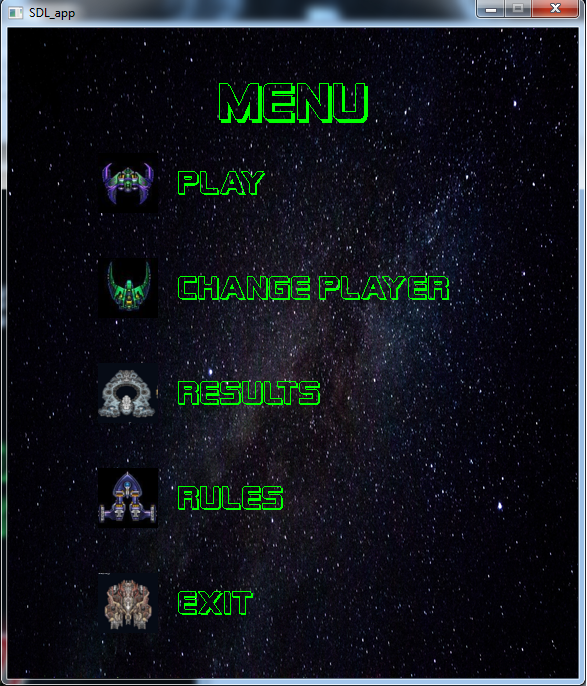 SDL_app
MENU
PLAY
CHANGE PLAYER
RESULTS
RULES
EXIT